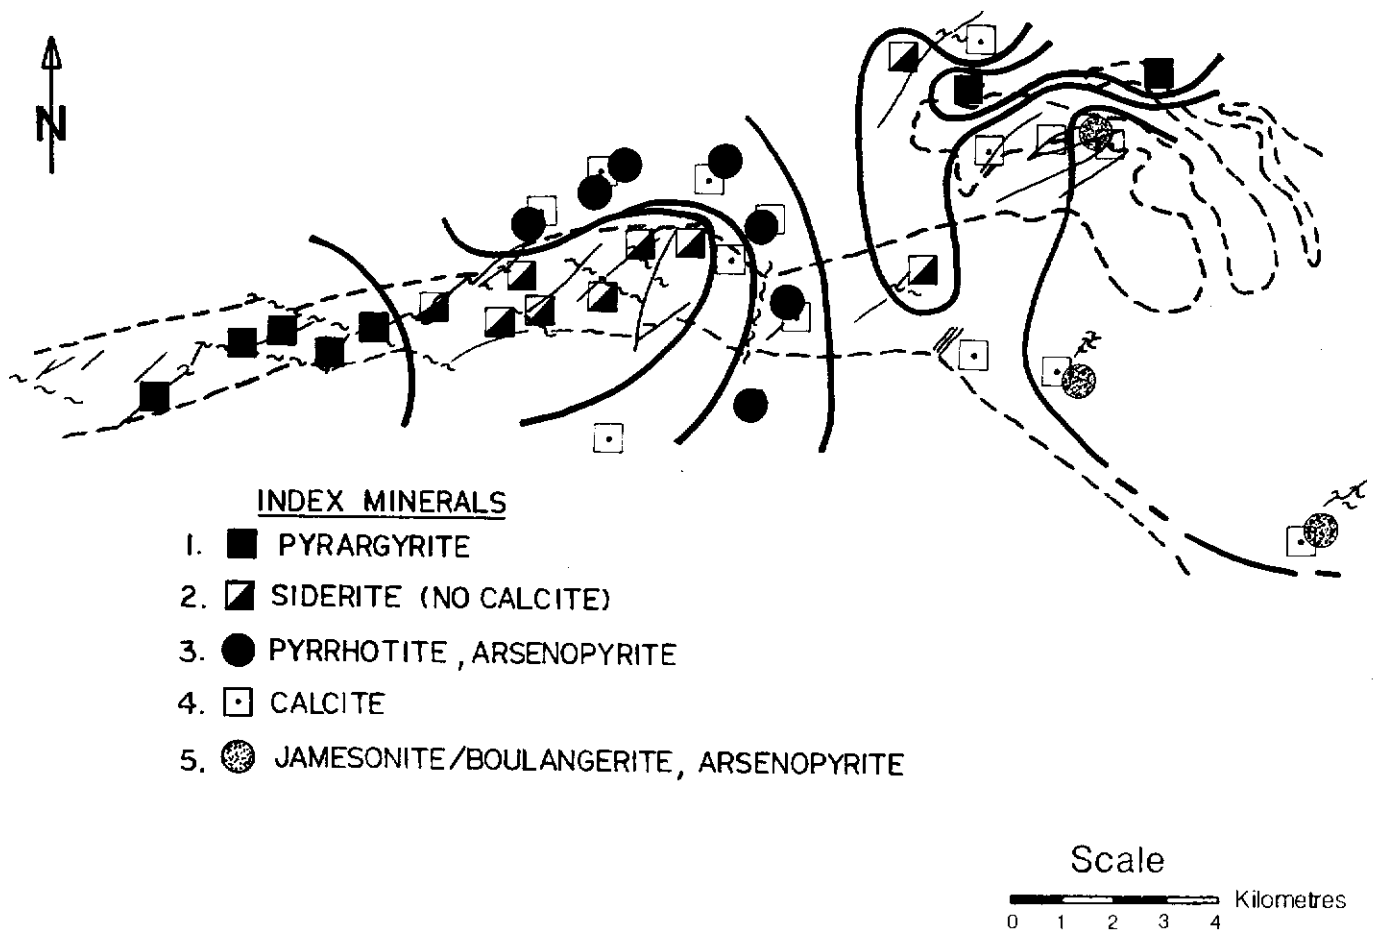 N
INDEX MINERALS
1. PYRARGYRITE
2. SIDERITE (NO CALCITE)
3. PYRRHOTITE, ARSENOPYRITE
4. CALCITE
5. JAMESONITE/BOULANGERITE, ARSENOPYRITE
Scale
Kilometres
0 1 2 3 4